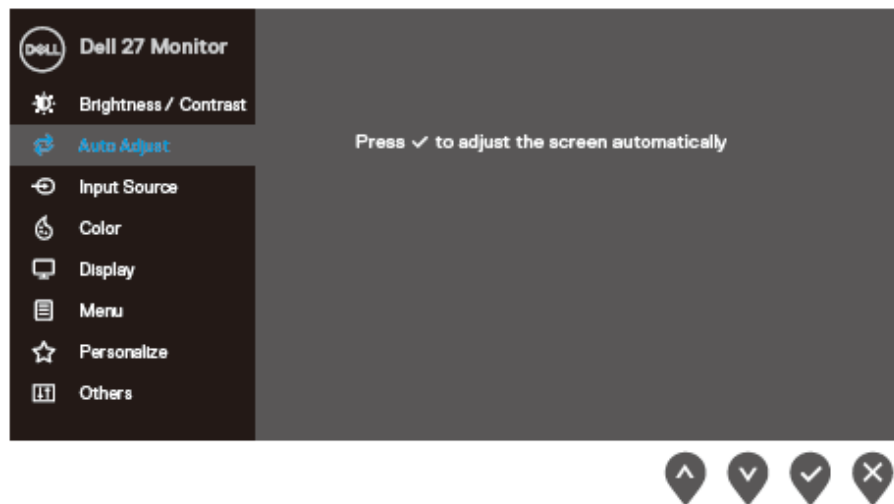 DELL
Dell 27 Monitor
Brightness / Contrast
Auto Adjust
Press ✓ to adjust the screen automatically
Input Source
Color
Display
Menu
Personalize
Others